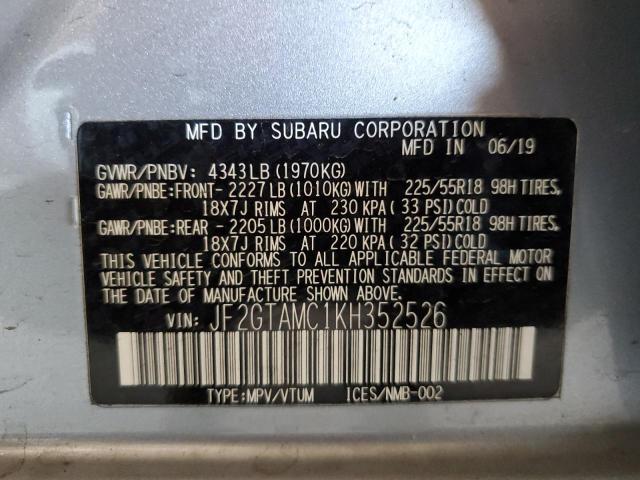 MFD BY SUBARU CORPORATION
MFD IN 06/19
GVWR/PNBV: 4343LB (1970KG)
GAWR/PNBE:FRONT- 2227LB (1010KG) WITH 225/55R18 98H TIRES,
18X7J RIMS AT 230 KPA (33 PSI) COLD
GAWR/PNBE:REAR - 2205LB (1000KG) WITH 225/55R18 98H TIRES,
18X7J RIMS AT 220 KPA (32 PSI) COLD
THIS VEHICLE CONFORMS TO ALL APPLICABLE FEDERAL MOTOR
VEHICLE SAFETY AND THEFT PREVENTION STANDARDS IN EFFECT
ON THE DATE OF MANUFACTURE SHOWN ABOVE.
VIN: JF2GTAMC1KH352526
TYPE:MPV/VTUM ICES/NMB-002